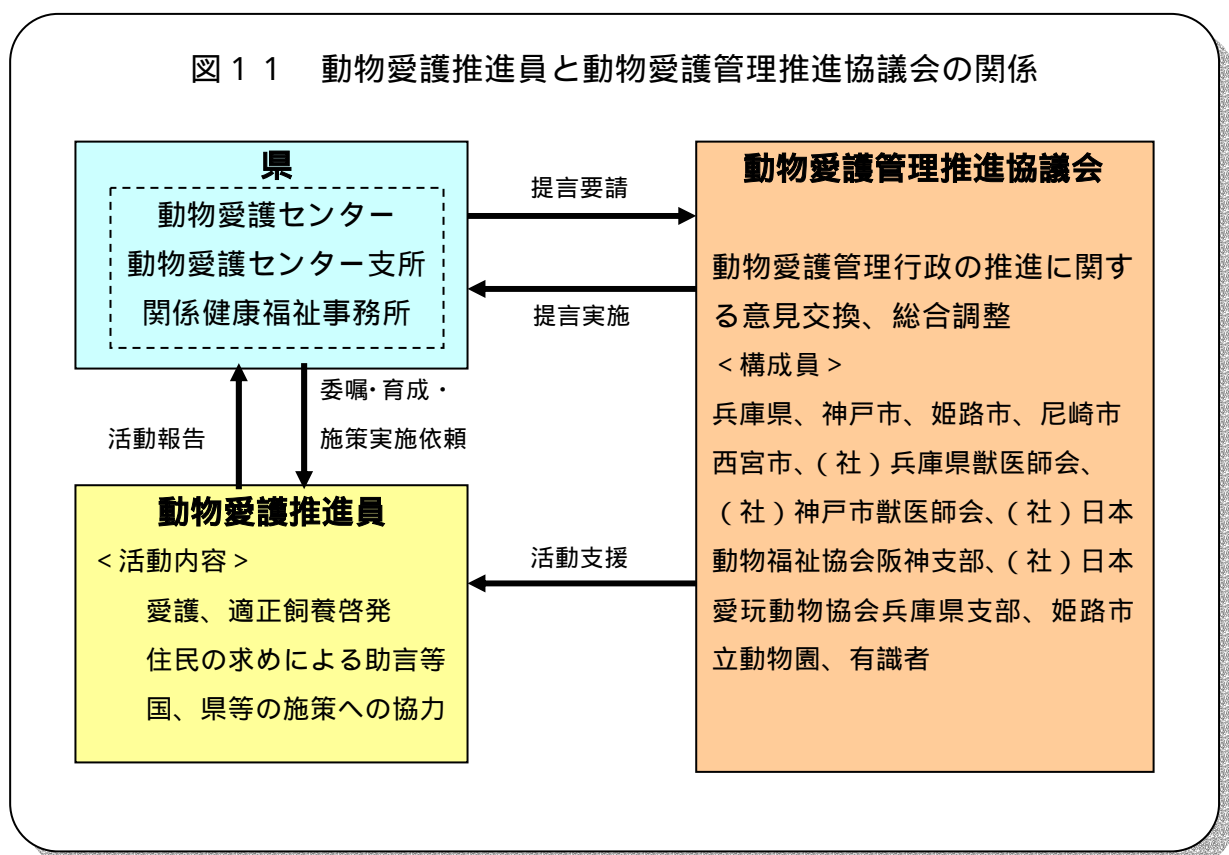 図11 動物愛護推進員と動物愛護管理推進協議会の関係
県
動物愛護センター
動物愛護センター支所
関係健康福祉事務所
提言要請
提言実施
動物愛護管理推進協議会
動物愛護管理行政の推進に関す
る意見交換、総合調整
<構成員>
兵庫県、神戸市、姫路市、尼崎市
西宮市、(社)兵庫県獣医師会、
(社)神戸市獣医師会、(社)日本
動物福祉協会阪神支部、(社)日本
愛玩動物協会兵庫県支部、姫路市
立動物園、有識者
活動報告
委嘱・育成・
施策実施依頼
動物愛護推進員
<活動内容>
愛護、適正飼養啓発
住民の求めによる助言等
国、県等の施策への協力
活動支援